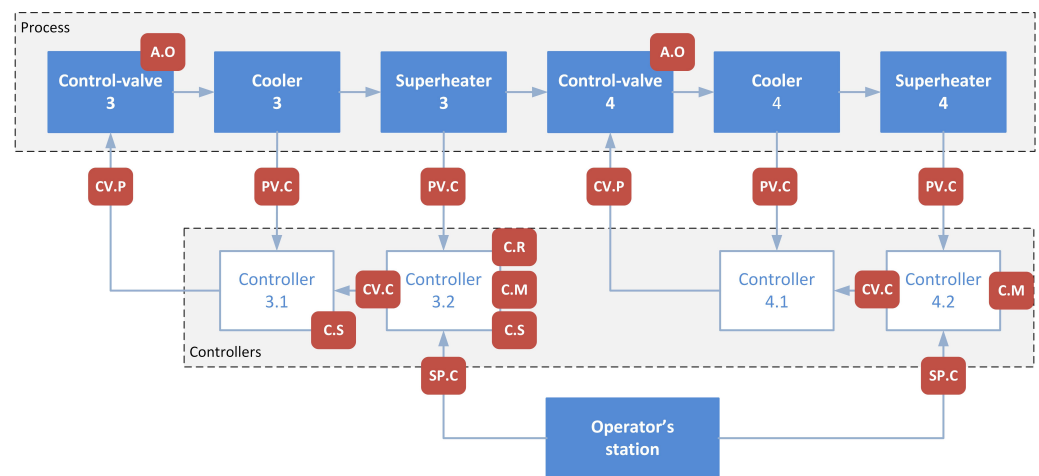 Process
A.O
A.O
Control-valve
3
Cooler
3
Superheater
3
Control-valve
4
Cooler
4
Superheater
4
CV.P
PV.C
PV.C
CV.P
PV.C
PV.C
C.R
Controller
3.1
CV.C
Controller
3.2
C.M
Controller
4.1
CV.C
Controller
4.2
C.M
C.S
C.S
Controllers
SP.C
SP.C
Operator's
station